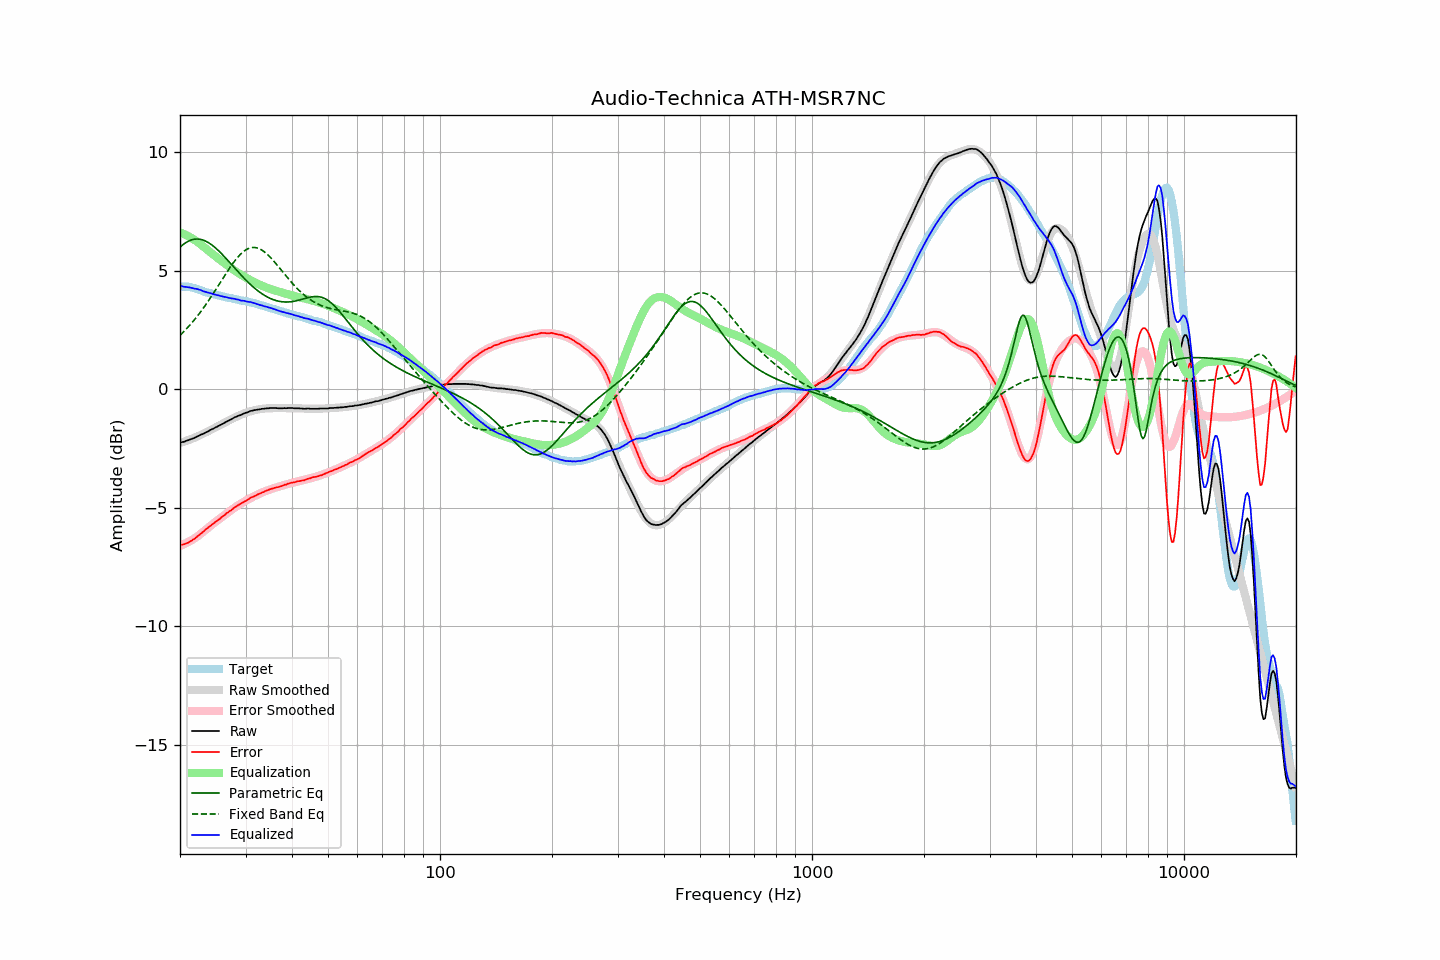 Audio-Technica ATH-MSR7NC
10
5
0
−5
−10
−15
Amplitude (dBr)
Target
Raw Smoothed
Error Smoothed
Raw
Error
Equalization
Parametric Eq
Fixed Band Eq
Equalized
100 1000 10000
Frequency (Hz)